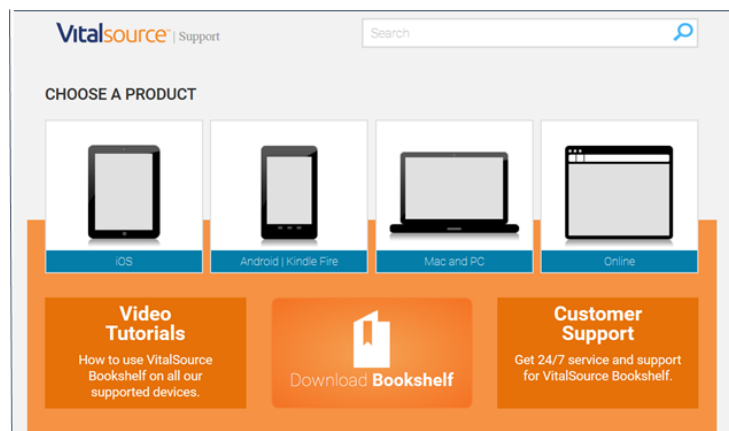 Vitalsource™ | Support
Search
CHOOSE A PRODUCT
iOS
Android | Kindle Fire
Mac and PC
Online
Video
Tutorials
How to use VitalSource
Bookshelf on all our
supported devices.
Download Bookshelf
Customer
Support
Get 24/7 service and support
for VitalSource Bookshelf.